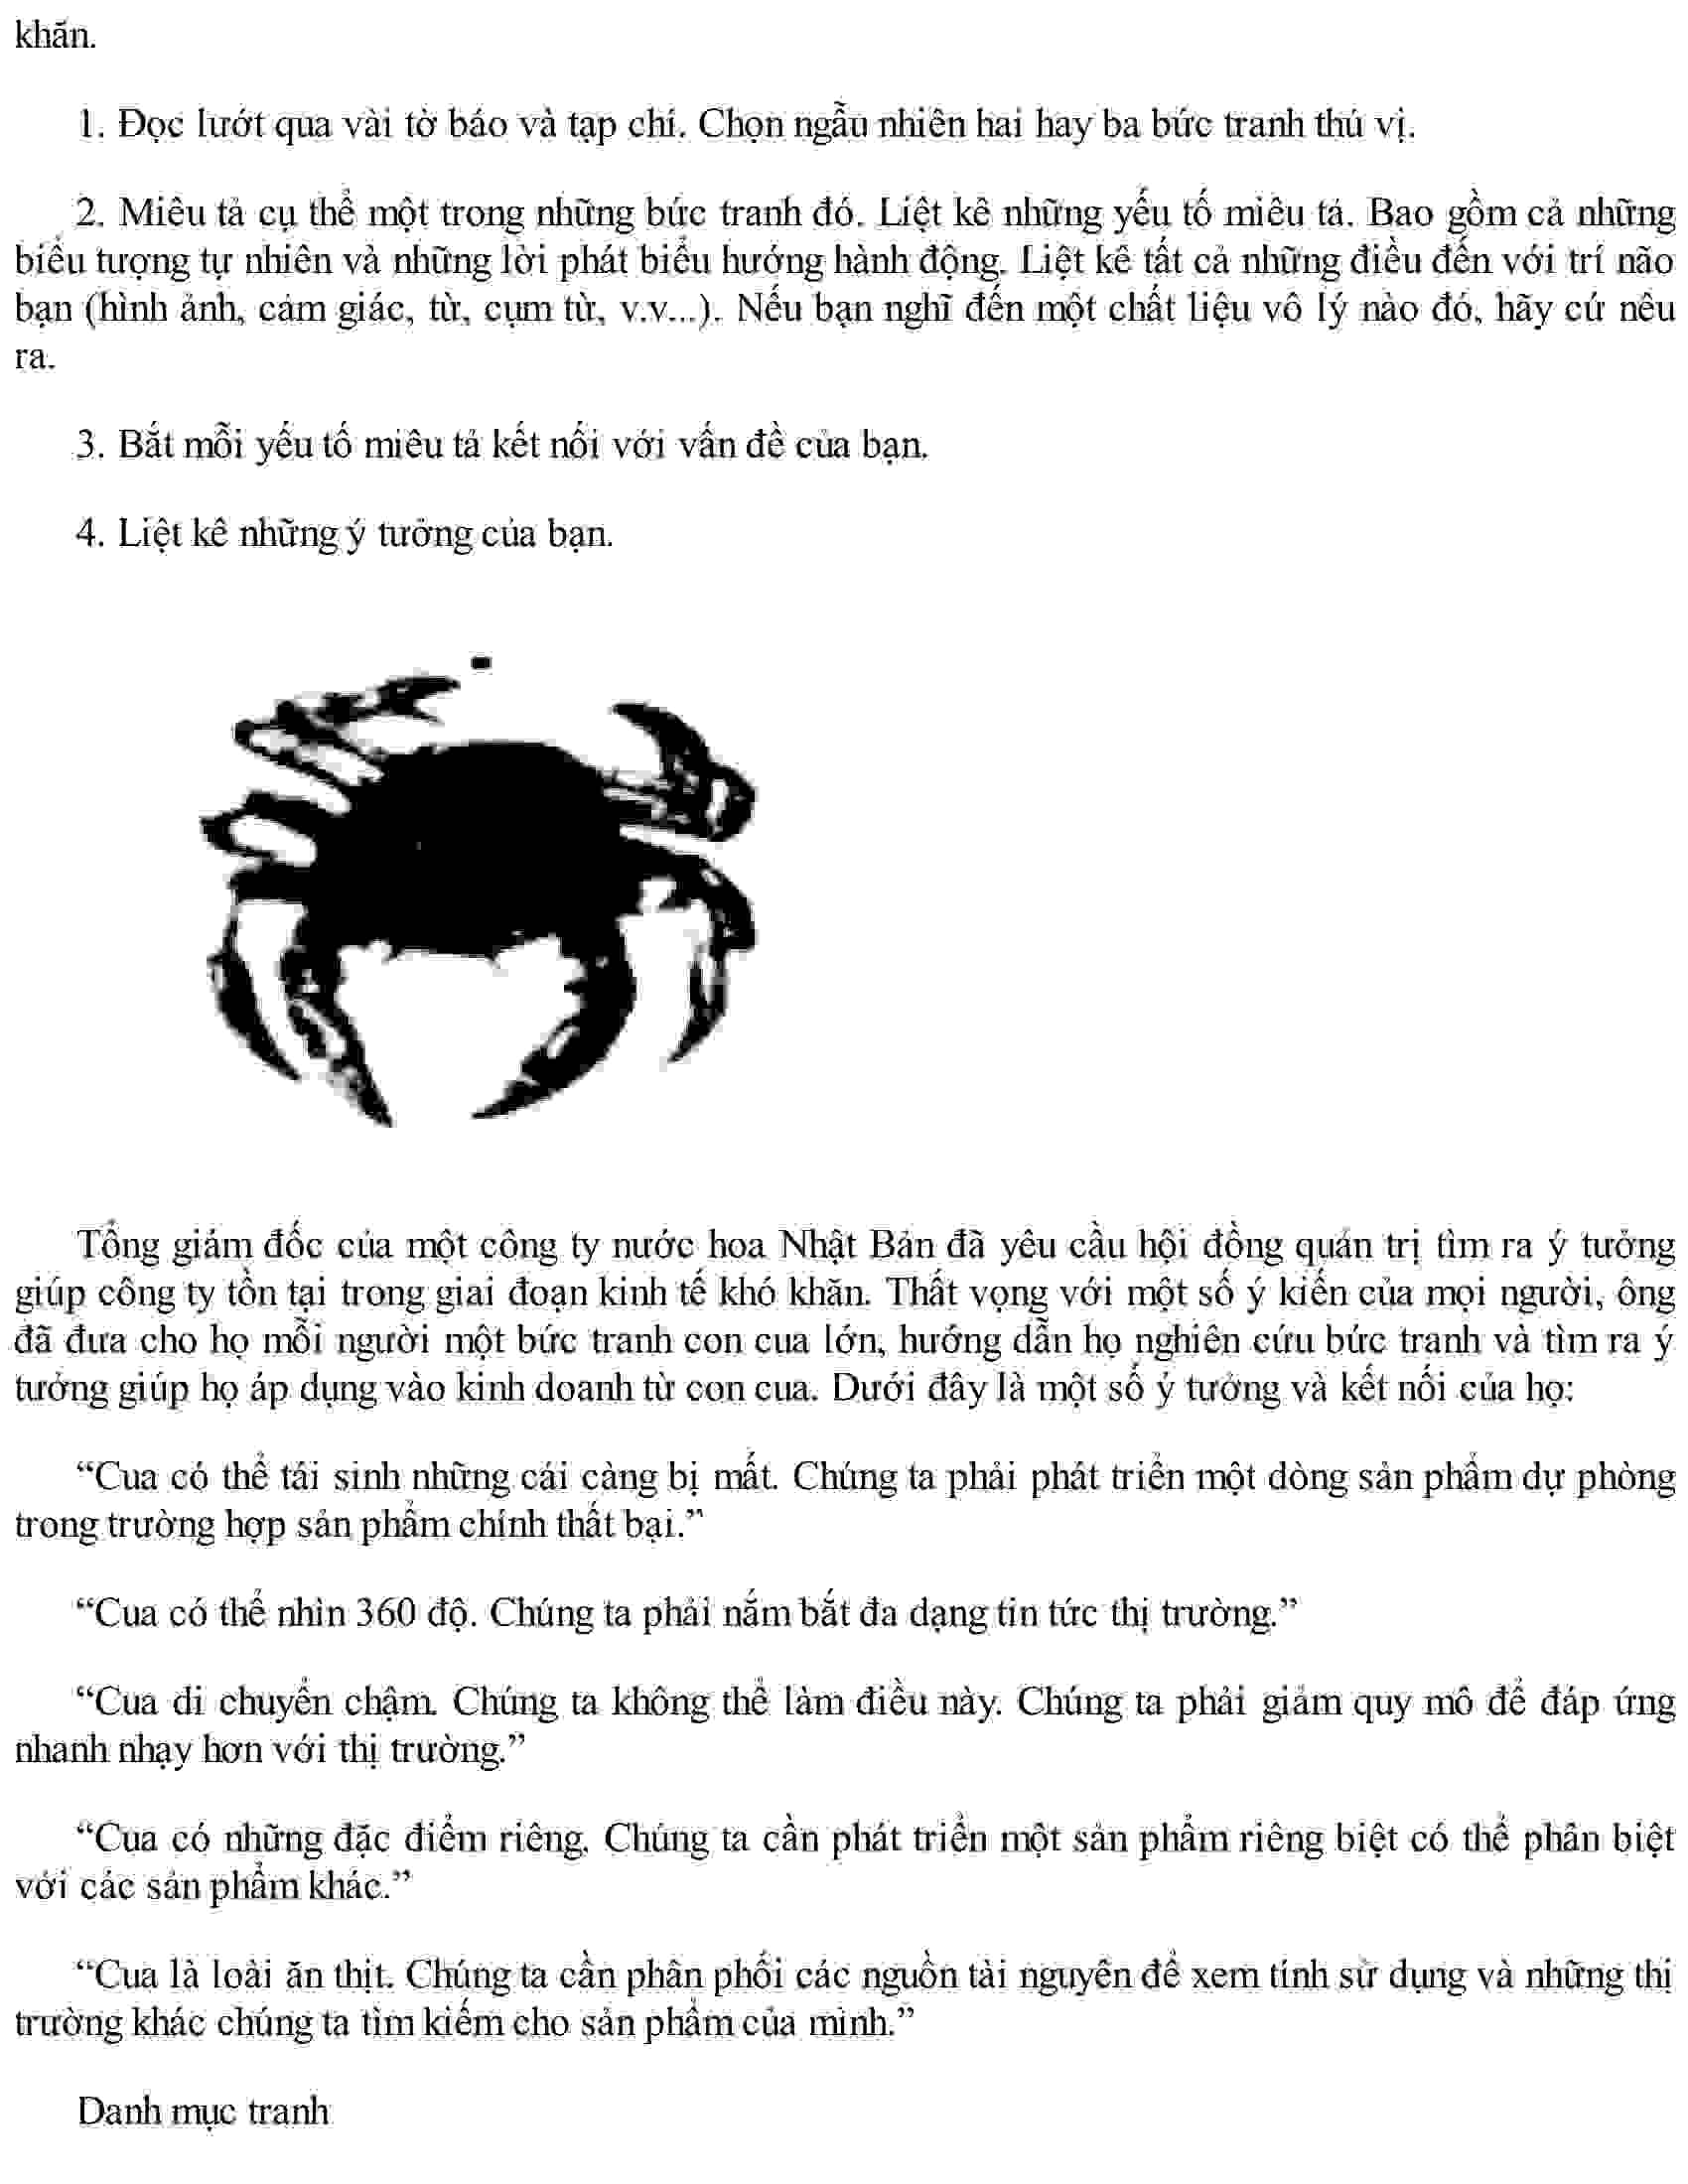 khăn.
1. Đọc lướt qua vài tờ báo và tạp chí. Chọn ngẫu nhiên hai hay ba bức tranh thú vị.
2. Miêu tả cụ thể một trong những bức tranh đó. Liệt kê những yếu tố miêu tả. Bao gồm cả những
biểu tượng tự nhiên và những lời phát biểu hướng hành động. Liệt kê tất cả những điều đến với trí não
bạn (hình ảnh, cảm giác, từ, cụm từ, v.v...). Nếu bạn nghĩ đến một chất liệu vô lý nào đó, hãy cứ nêu
ra.
3. Bắt mỗi yếu tố miêu tả kết nối với vấn đề của bạn.
4. Liệt kê những ý tưởng của bạn.
Tổng giám đốc của một công ty nước hoa Nhật Bản đã yêu cầu hội đồng quản trị tìm ra ý tưởng
giúp công ty tồn tại trong giai đoạn kinh tế khó khăn. Thất vọng với một số ý kiến của mọi người, ông
đã đưa cho họ mỗi người một bức tranh con cua lớn, hướng dẫn họ nghiên cứu bức tranh và tìm ra ý
tưởng giúp họ áp dụng vào kinh doanh từ con cua. Dưới đây là một số ý tưởng và kết nối của họ:
“Cua có thể tái sinh những cái càng bị mất. Chúng ta phải phát triển một dòng sản phẩm dự phòng
trong trường hợp sản phẩm chính thất bại.”
“Cua có thể nhìn 360 độ. Chúng ta phải nắm bắt đa dạng tin tức thị trường.”
“Cua di chuyển chậm. Chúng ta không thể làm điều này. Chúng ta phải giảm quy mô để đáp ứng
nhanh nhạy hơn với thị trường.”
“Cua có những đặc điểm riêng. Chúng ta cần phát triển một sản phẩm riêng biệt có thể phân biệt
với các sản phẩm khác.”
“Cua là loài ăn thịt. Chúng ta cần phân phối các nguồn tài nguyên để xem tính sử dụng và những thị
trường khác chúng ta tìm kiếm cho sản phẩm của mình.”
Danh mục tranh